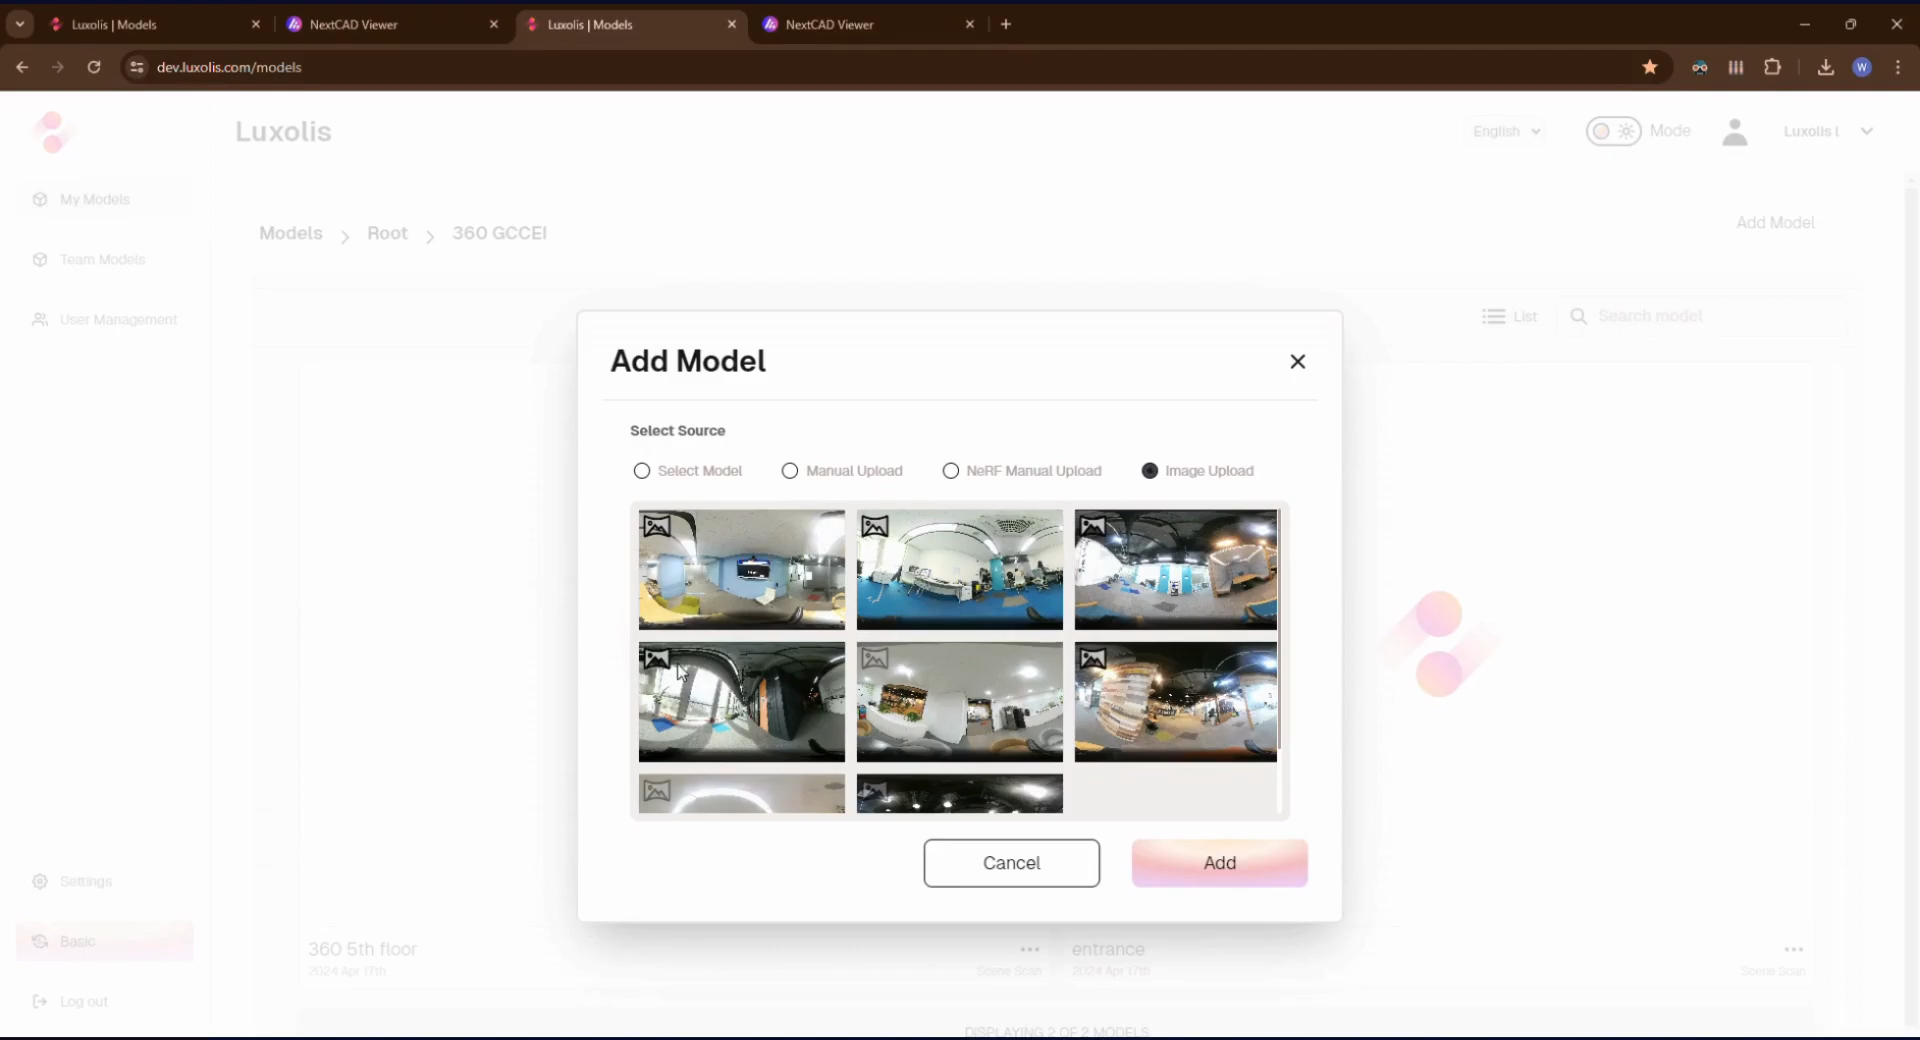 Luxolis | Models
NextCAD Viewer
Luxolis | Models
NextCAD Viewer
dev.luxolis.com/models
W
Luxolis
English
Mode
Luxolis l
My Models
Team Models
User Management
Models
Root
360 GCCEI
Add Model
List
Search model
Add Model
Select Source
Select Model
Manual Upload
NeRF Manual Upload
Image Upload
Cancel
Add
360 5th floor
2024 Apr 17th
Scene Scan
entrance
2024 Apr 17th
Scene Scan
Settings
Basic
Log out
DISPLAYING 2 OF 2 MODELS